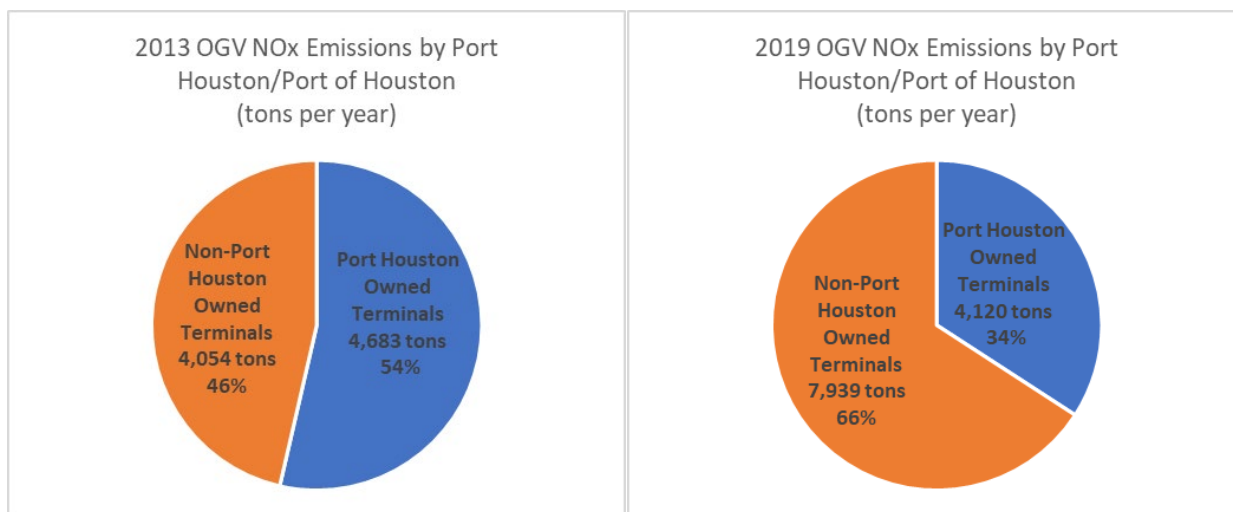 2013 OGV NOx Emissions by Port
Houston/Port of Houston
(tons per year)
Non-Port
Houston
Owned
Terminals
4,054 tons
46%
Port Houston
Owned
Terminals
4,683 tons
54%
2019 OGV NOx Emissions by Port
Houston/Port of Houston
(tons per year)
Non-Port
Houston
Owned
Terminals
7,939 tons
66%
Port Houston
Owned
Terminals
4,120 tons
34%